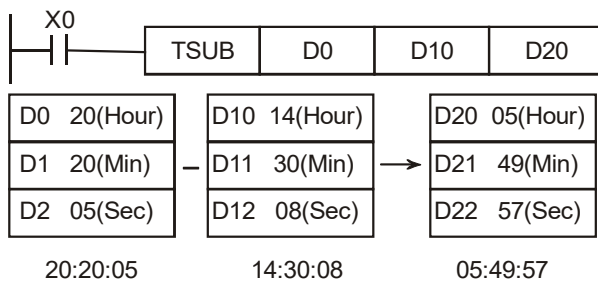 X0
TSUB D0 D10 D20
D0 20(Hour) D10 14(Hour) D20 05(Hour)
D1 20(Min) – D11 30(Min) → D21 49(Min)
D2 05(Sec) D12 08(Sec) D22 57(Sec)
20:20:05 14:30:08 05:49:57